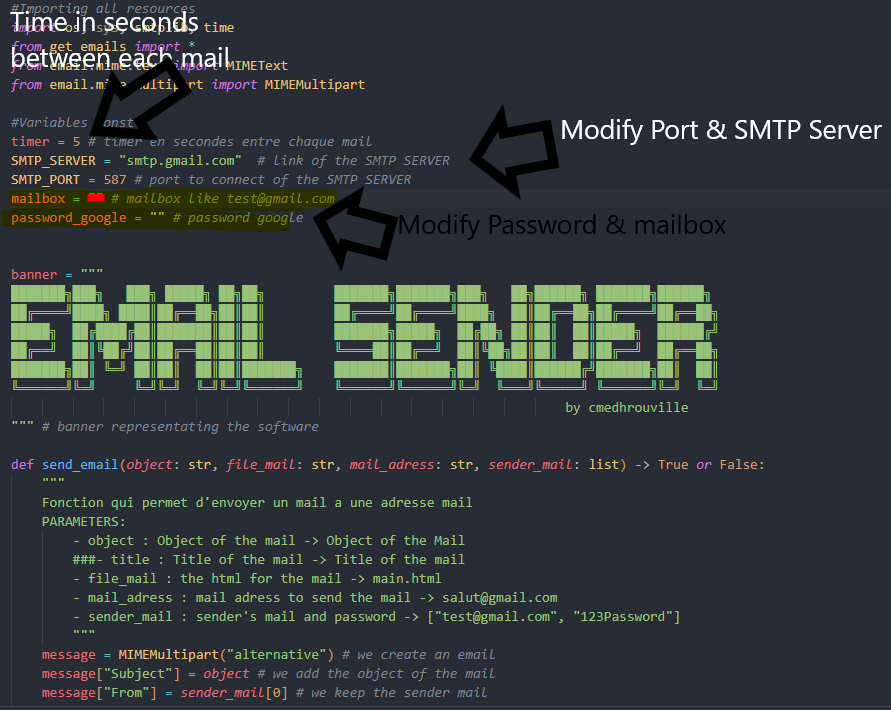 #Importing all resources
Time in seconds
import os, sys, smtplib, time
from get_emails import *
between each mail
from email.mime.text import MIMEText
from email.mime.multipart import MIMEMultipart
#Variables const
timer = 5 # timer en secondes entre chaque mail
Modify Port & SMTP Server
SMTP_SERVER = "smtp.gmail.com"  # link of the SMTP SERVER
SMTP_PORT = 587 # port to connect of the SMTP SERVER
mailbox = "" # mailbox like test@gmail.com
password_google = "" # password google
Modify Password & mailbox
banner = """
EMAIL SENDER
by cmedhrouville
""" # banner representating the software
def send_email(object: str, file_mail: str, mail_adress: str, sender_mail: list) -> True or False:
"""
Fonction qui permet d'envoyer un mail a une adresse mail
PARAMETERS:
- object : Object of the mail -> Object of the Mail
###- title : Title of the mail -> Title of the mail
- file_mail : the html for the mail -> main.html
- mail_adress : mail adress to send the mail -> salut@gmail.com
- sender_mail : sender's mail and password -> ["test@gmail.com", "123Password"]
"""
message = MIMEMultipart("alternative") # we create an email
message["Subject"] = object # we add the object of the mail
message["From"] = sender_mail[0] # we keep the sender mail